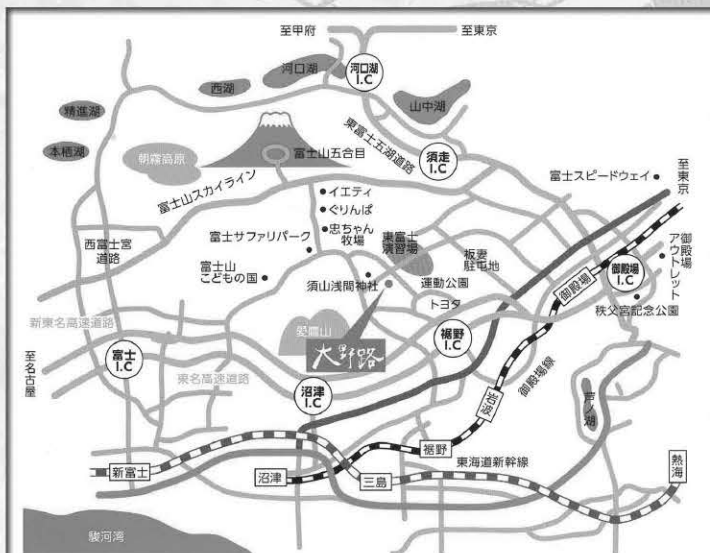 至甲府
至東京
河口湖
河口湖
I.C
西湖
山中湖
精進湖
本栖湖
朝霧高原
富士山五合目
東富士五湖道路
須走
I.C
富士スピードウェイ
至東京
富士山スカイライン
イエティ
ぐりんぱ
忠ちゃん
牧場
西富士宮
道路
富士サファリパーク
東富士
演習場
板妻
駐屯地
御殿場
アウトレット
富士山
こどもの国
須山浅間神社
運動公園
御殿場
御殿場
I.C
トヨタ
秩父宮記念公園
新東名高速道路
愛鷹山
大野路
裾野
I.C
至名古屋
富士
I.C
東名高速道路
沼津
I.C
岩波
御殿場線
芦ノ湖
裾野
東海道新幹線
新富士
沼津
三島
熱海
駿河湾